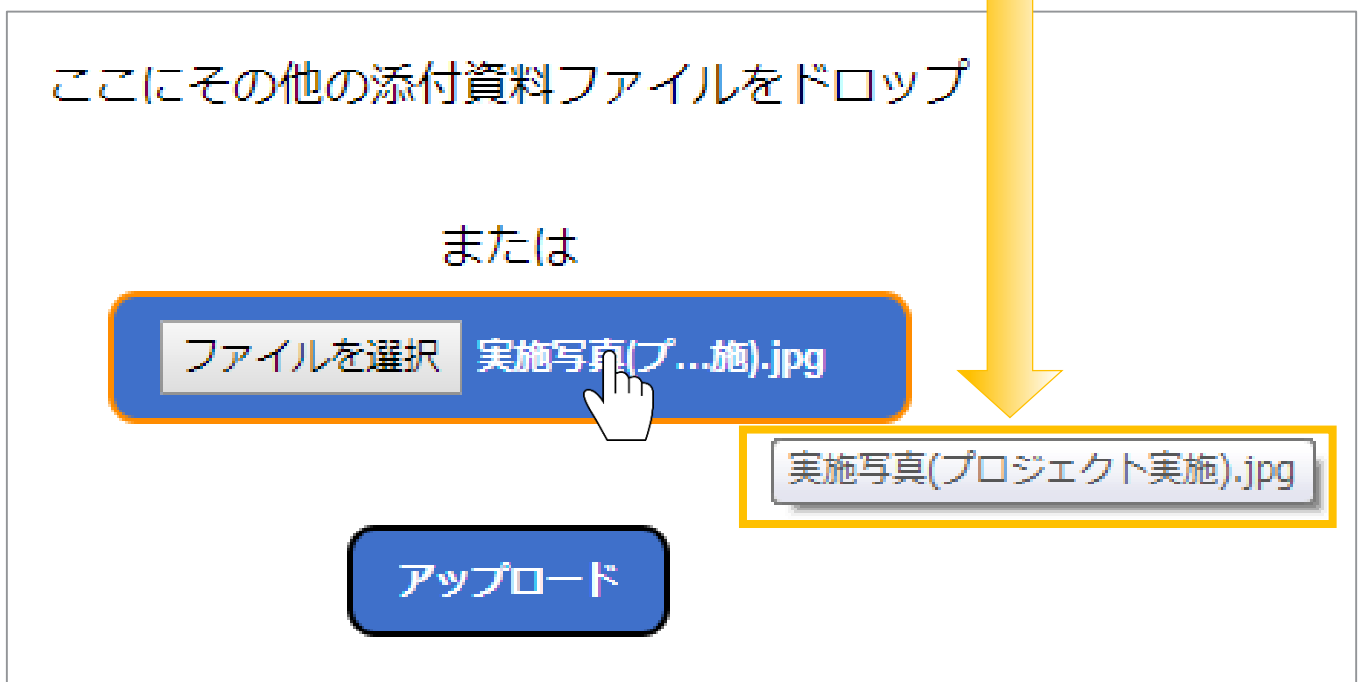 ここにその他の添付資料ファイルをドロップ
または
ファイルを選択 実施写真(プ...施).jpg
実施写真(プロジェクト実施).jpg
アップロード